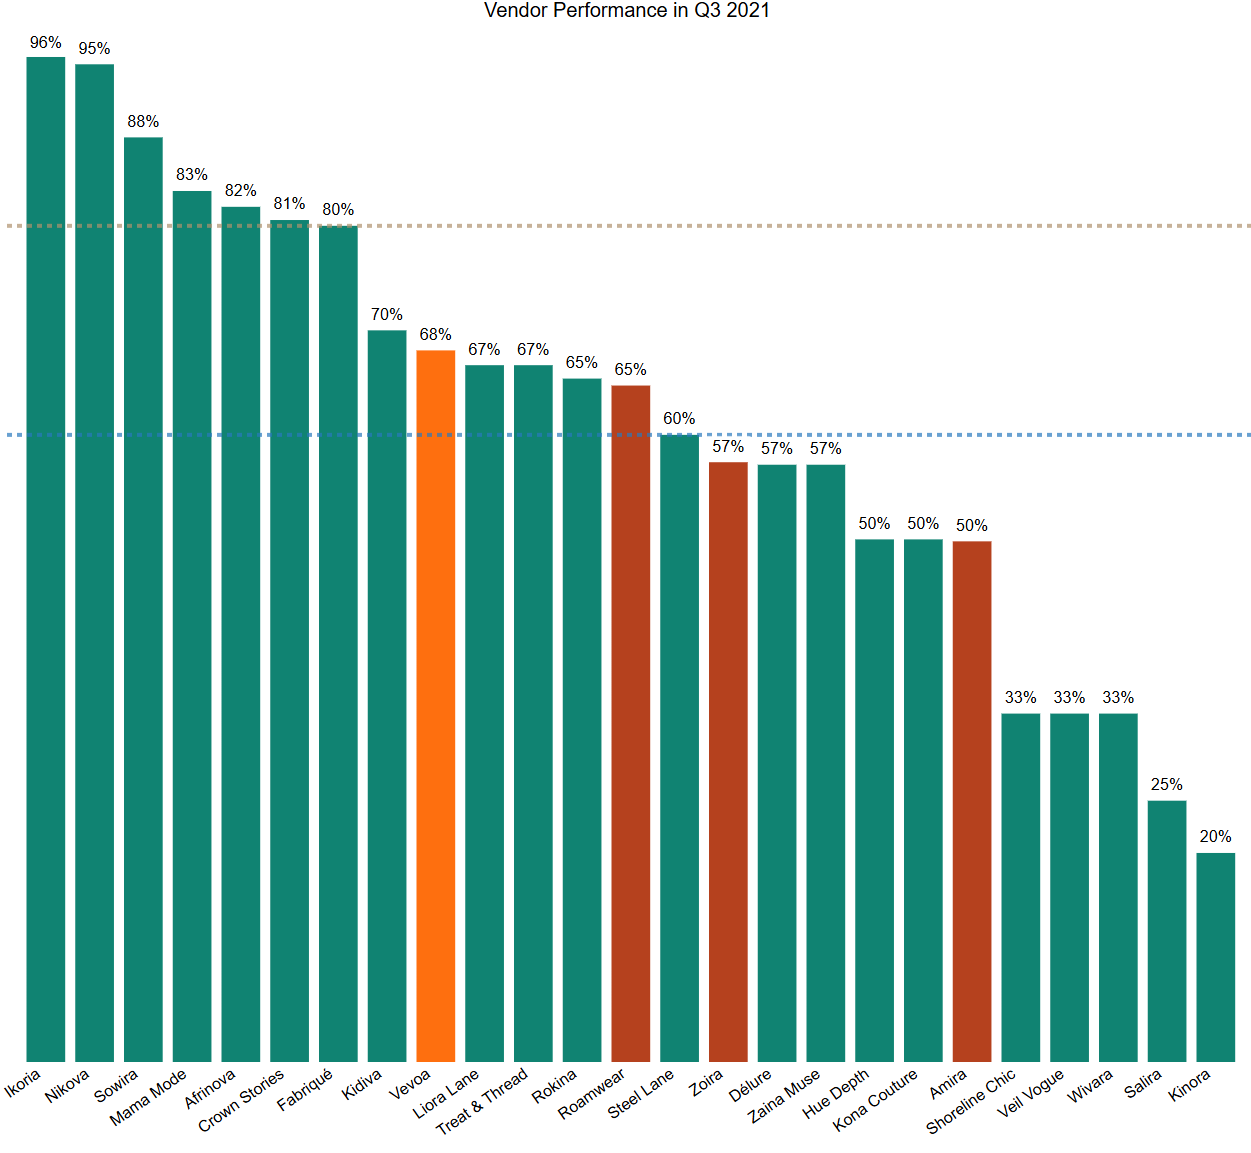 Vendor Performance in Q3 2021
96%
95%
88%
83%
82%
81%
80%
70%
68%
67%
67%
65%
65%
60%
57%
57%
57%
50%
50%
50%
33%
33%
33%
25%
20%
Ikoria
Nikova
Sowira
Mama Mode
Afrinova
Crown Stories
Fabriqué
Kidiva
Vevoa
Liora Lane
Treat & Thread
Rokina
Roamwear
Steel Lane
Zoira
Délure
Zaina Muse
Hue Depth
Kona Couture
Amira
Shoreline Chic
Veil Vogue
Wivara
Salira
Kinora